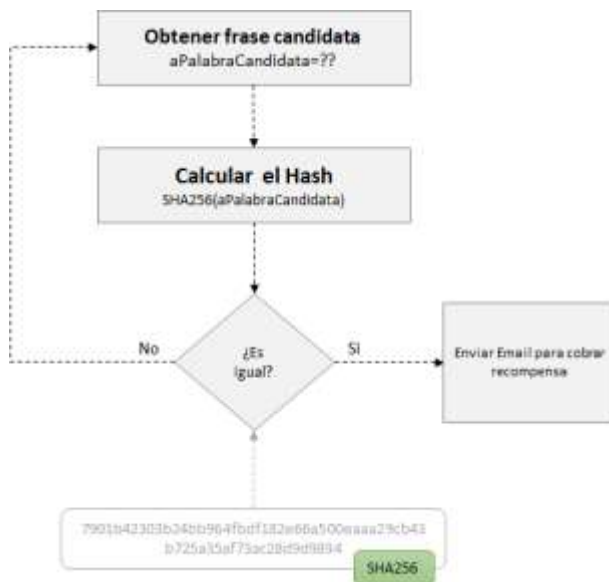 Obtener frase candidata
aPalabraCandidata=??
Calcular el Hash
SHA256(aPalabraCandidata)
¿Es
Igual?
No
Si
Enviar Email para cobrar
recompensa
SHA256